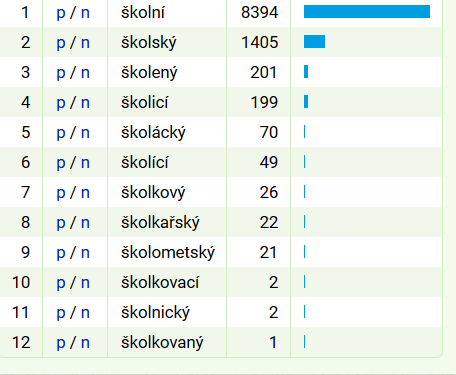 1 p / n školní 8394
2 p / n školský 1405
3 p / n školený 201
4 p / n školicí 199
5 p / n školácký 70
6 p / n školící 49
7 p / n školkový 26
8 p / n školkařský 22
9 p / n školometský 21
10 p / n školkovací 2
11 p / n školnický 2
12 p / n školkovaný 1